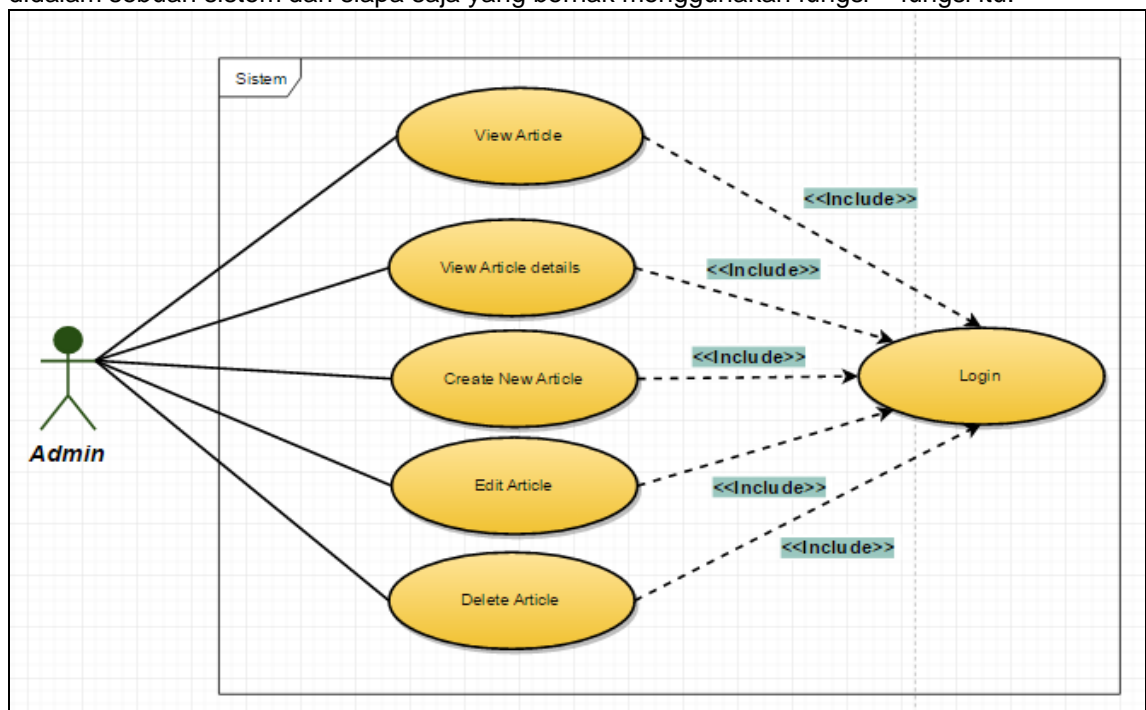 Sistem
View Article
<<Include>>
View Article details
<<Include>>
<<Include>>
Create New Article
Login
Admin
Edit Article
<<Include>>
<<Include>>
Delete Article